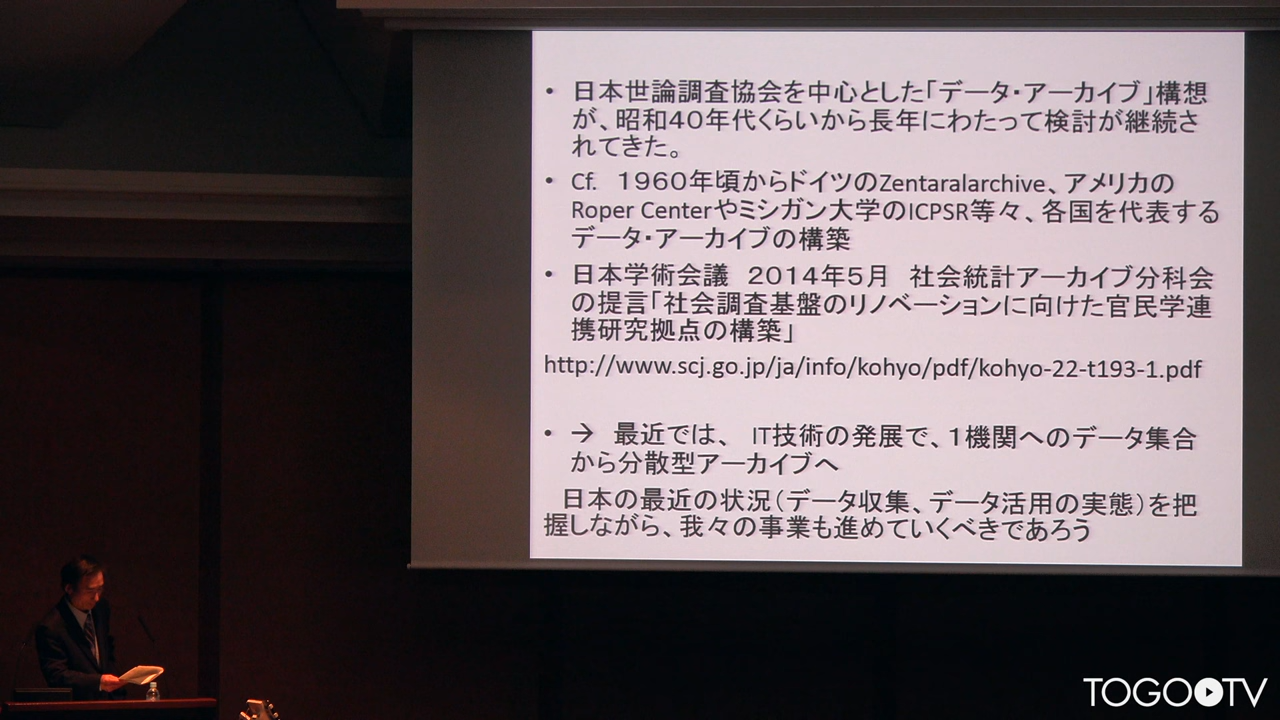 • 日本世論調査協会を中心とした「データ・アーカイブ」構想
が、昭和４０年代くらいから長年にわたって検討が継続さ
れてきた。
• Cf.　１９６０年頃からドイツのZentaralarchive、アメリカの
Roper Centerやミシガン大学のICPSR等々、各国を代表する
データ・アーカイブの構築
• 日本学術会議　２０１４年５月　社会統計アーカイブ分科会
の提言「社会調査基盤のリノベーションに向けた官民学連
携研究拠点の構築」
http://www.scj.go.jp/ja/info/kohyo/pdf/kohyo-22-t193-1.pdf
• →　最近では、　IT技術の発展で、１機関へのデータ集合
から分散型アーカイブへ
日本の最近の状況（データ収集、データ活用の実態）を把
握しながら、我々の事業も進めていくべきであろう
TOGO TV